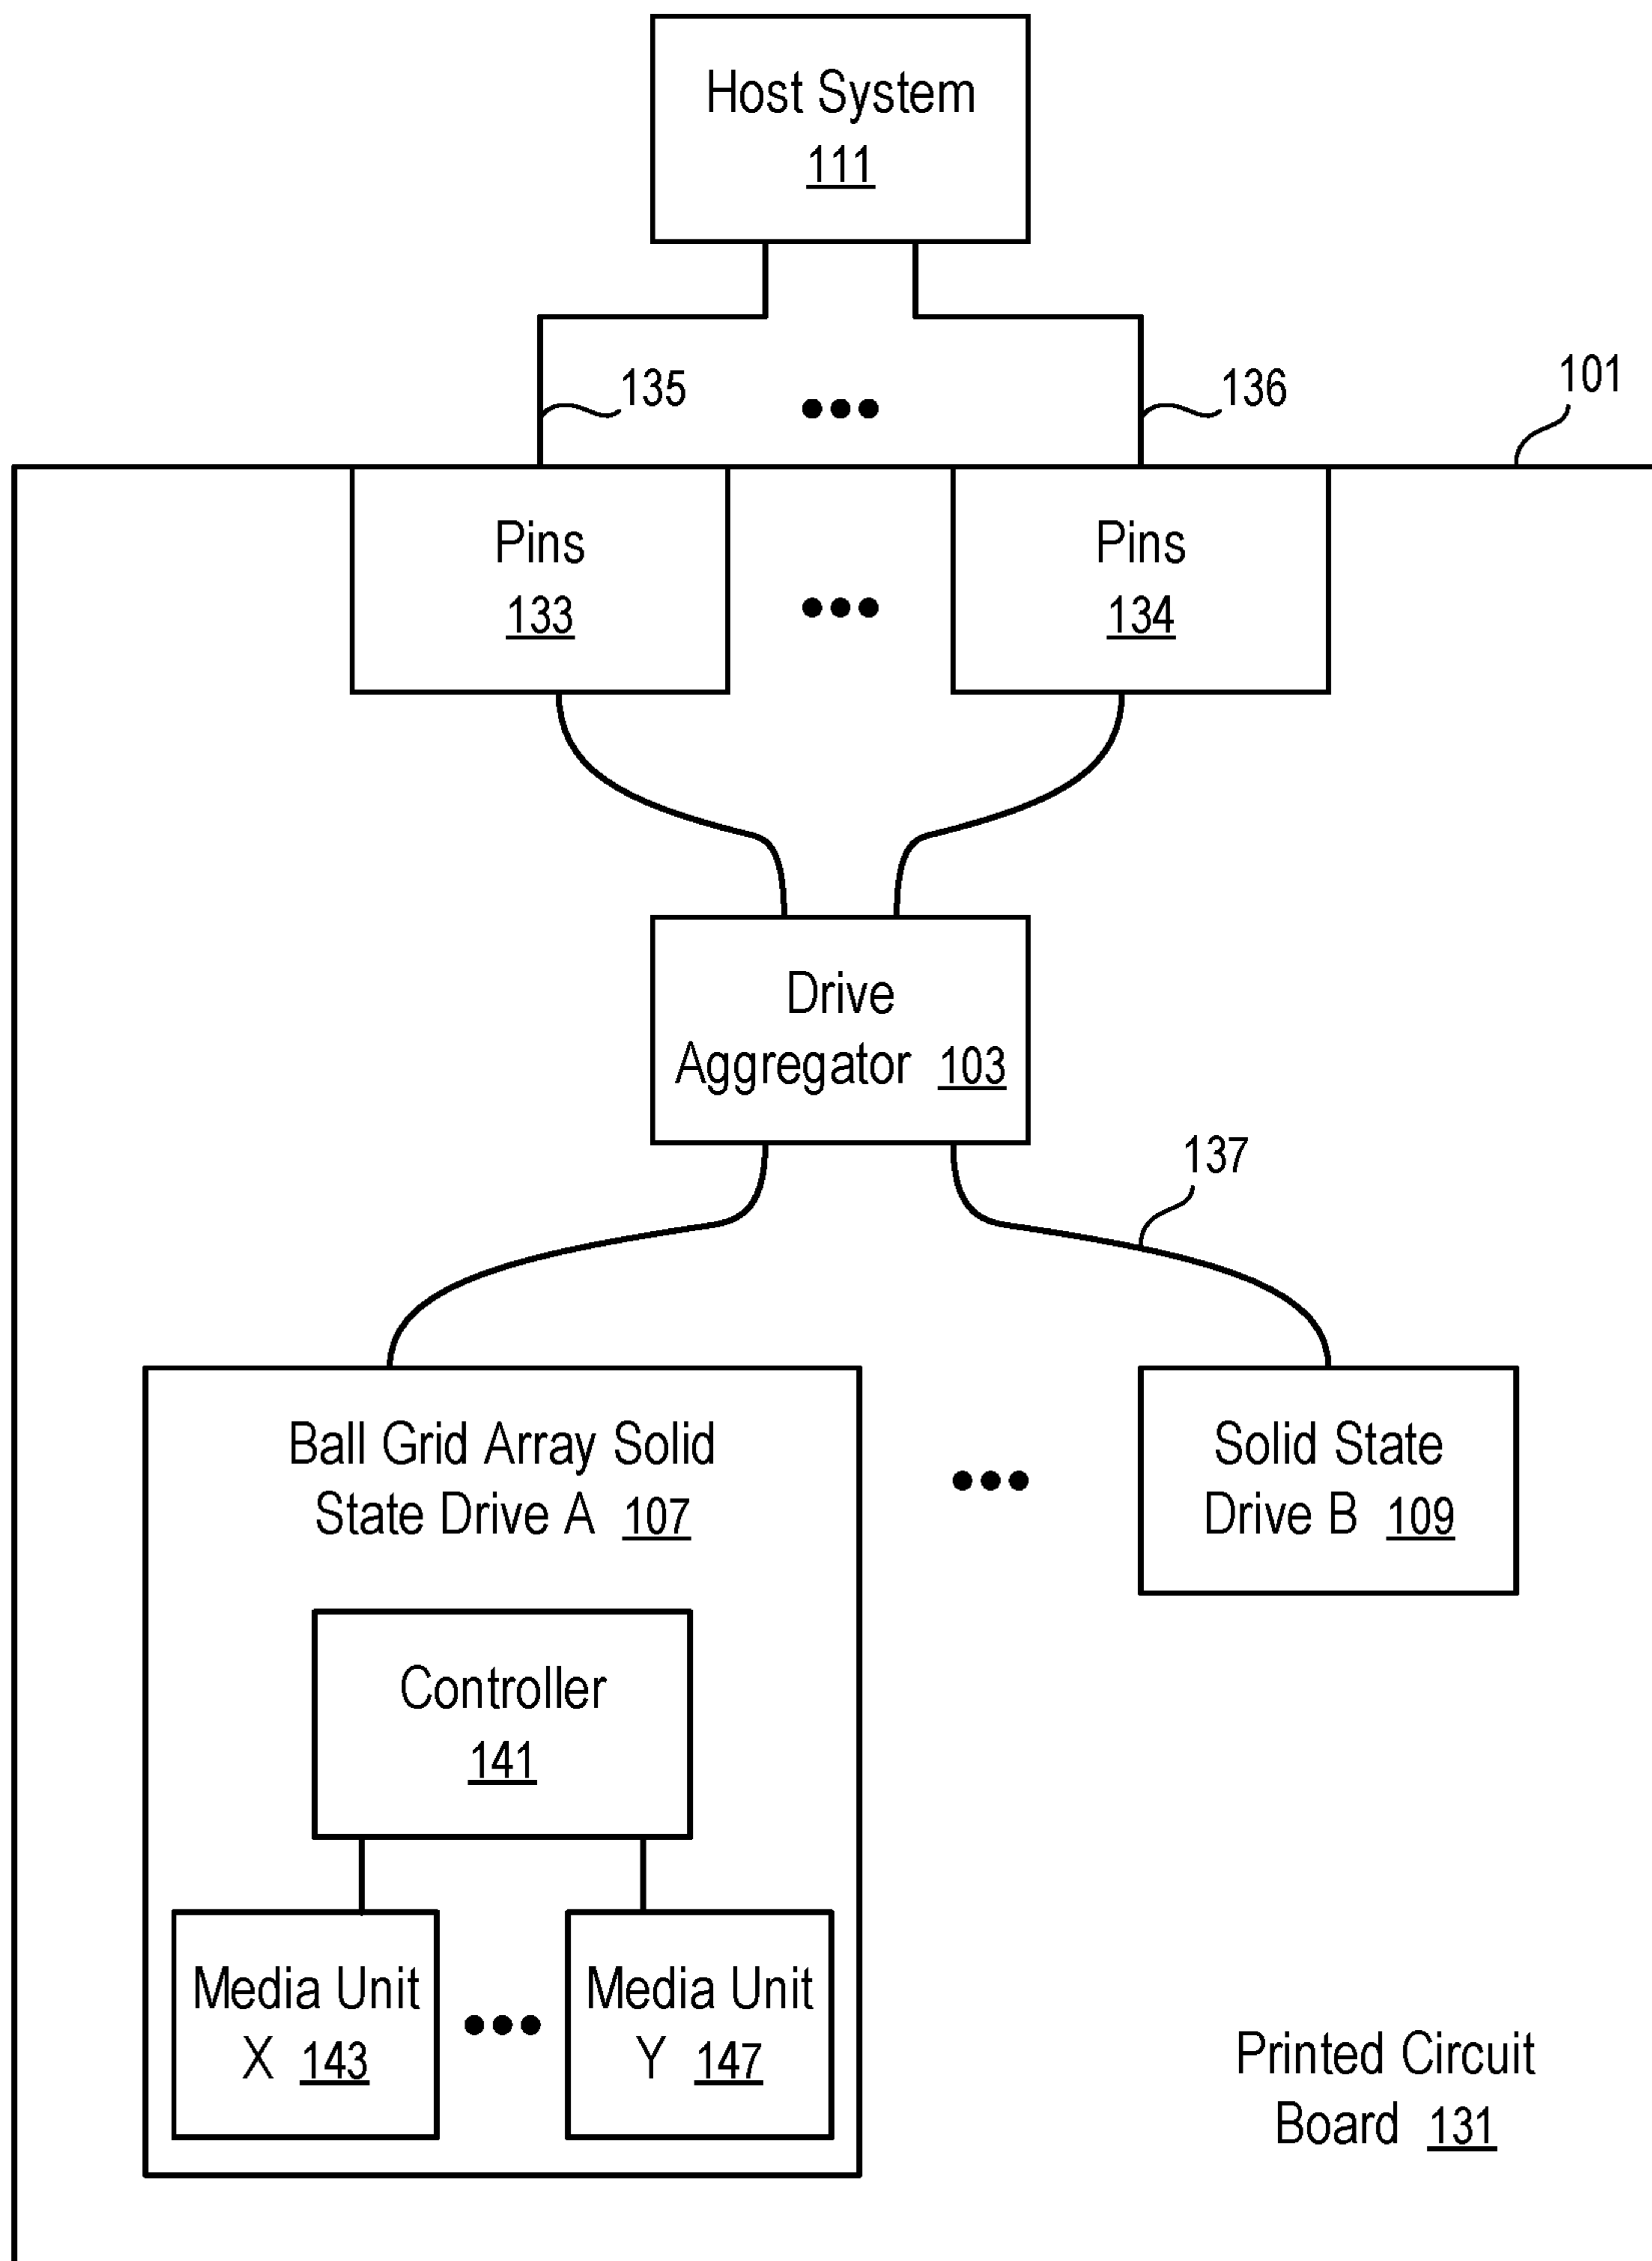 Host System
111
135
136
101
Pins
133
Pins
134
Drive
Aggregator 103
137
Ball Grid Array Solid
State Drive A 107
Solid State
Drive B 109
Controller
141
Media Unit
X 143
Media Unit
Y 147
Printed Circuit
Board 131